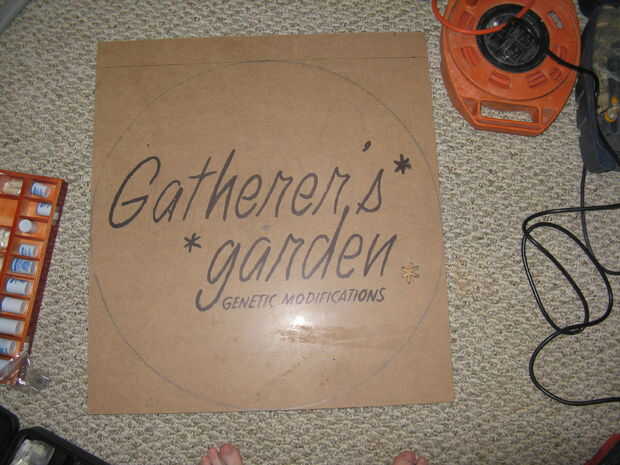 Gatherer's*
*garden*
GENETIC MODIFICATIONS